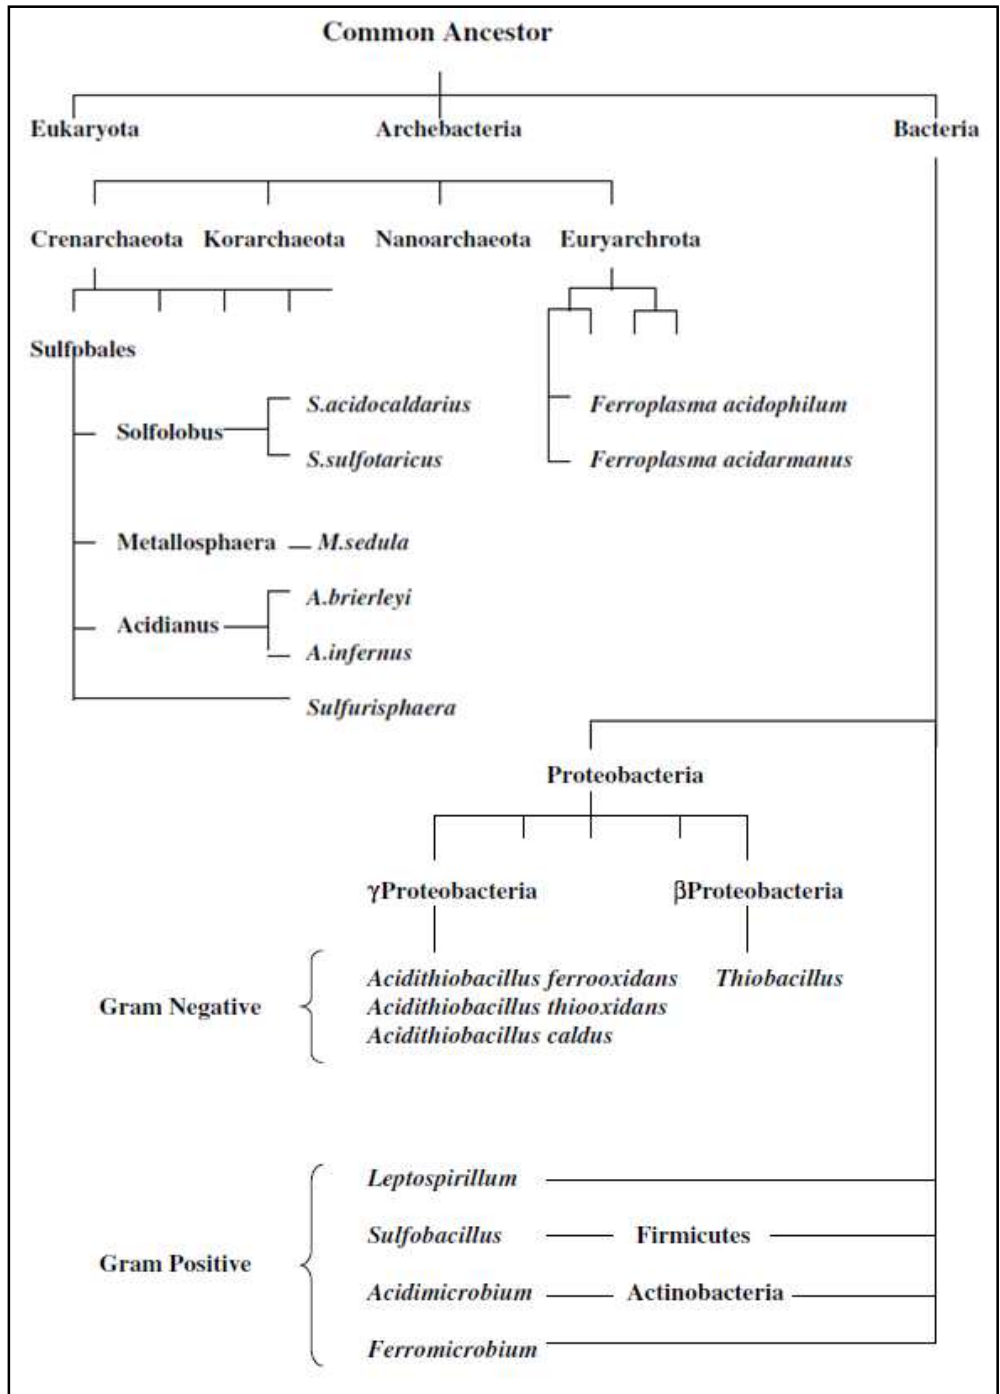 Common Ancestor
Eukaryota Archebacteria Bacteria
Crenarchaeota Korarchaeota Nanoarchaeota Euryarchrota
Sulfobales
S.acidocaldarius Ferroplasma acidophilum
Solfolobus
S.sulfotaricus Ferroplasma acidarmanus
Metallosphaera M.sedula
A.brierleyi
Acidianus
A.infernus
Sulfurisphaera
Proteobacteria
γProteobacteria βProteobacteria
Acidithiobacillus ferrooxidans Thiobacillus
Gram Negative Acidithiobacillus thiooxidans
Acidithiobacillus caldus
Leptospirillum
Sulfobacillus Firmicutes
Gram Positive
Acidimicrobium Actinobacteria
Ferromicrobium